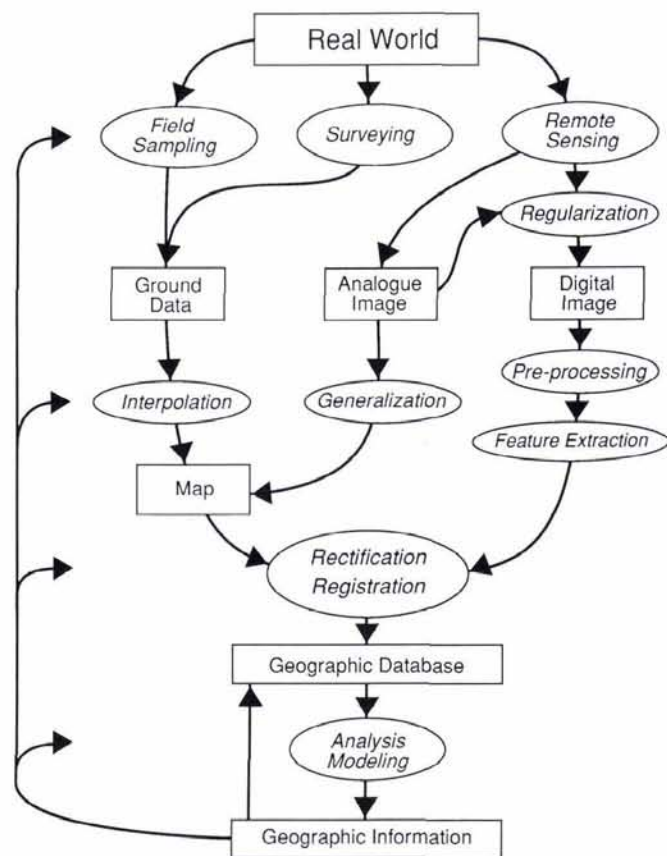 Real World
Field
Sampling
Surveying
Remote
Sensing
Regularization
Ground
Data
Analogue
Image
Digital
Image
Pre-processing
Interpolation
Generalization
Feature Extraction
Map
Rectification
Registration
Geographic Database
Analysis
Modeling
Geographic Information